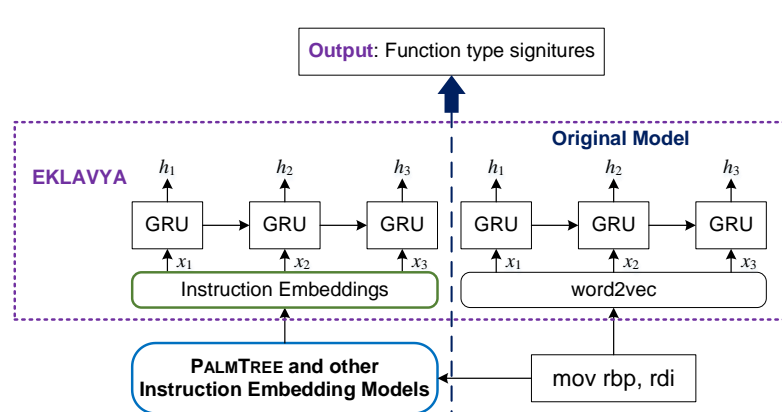 Output: Function type signitures
Original Model
EKLAVYA
h1 h2 h3 h1 h2 h3
GRU GRU GRU GRU GRU GRU
x1 x2 x3 x1 x2 x3
Instruction Embeddings word2vec
PALMTREE and other
Instruction Embedding Models
mov rbp, rdi